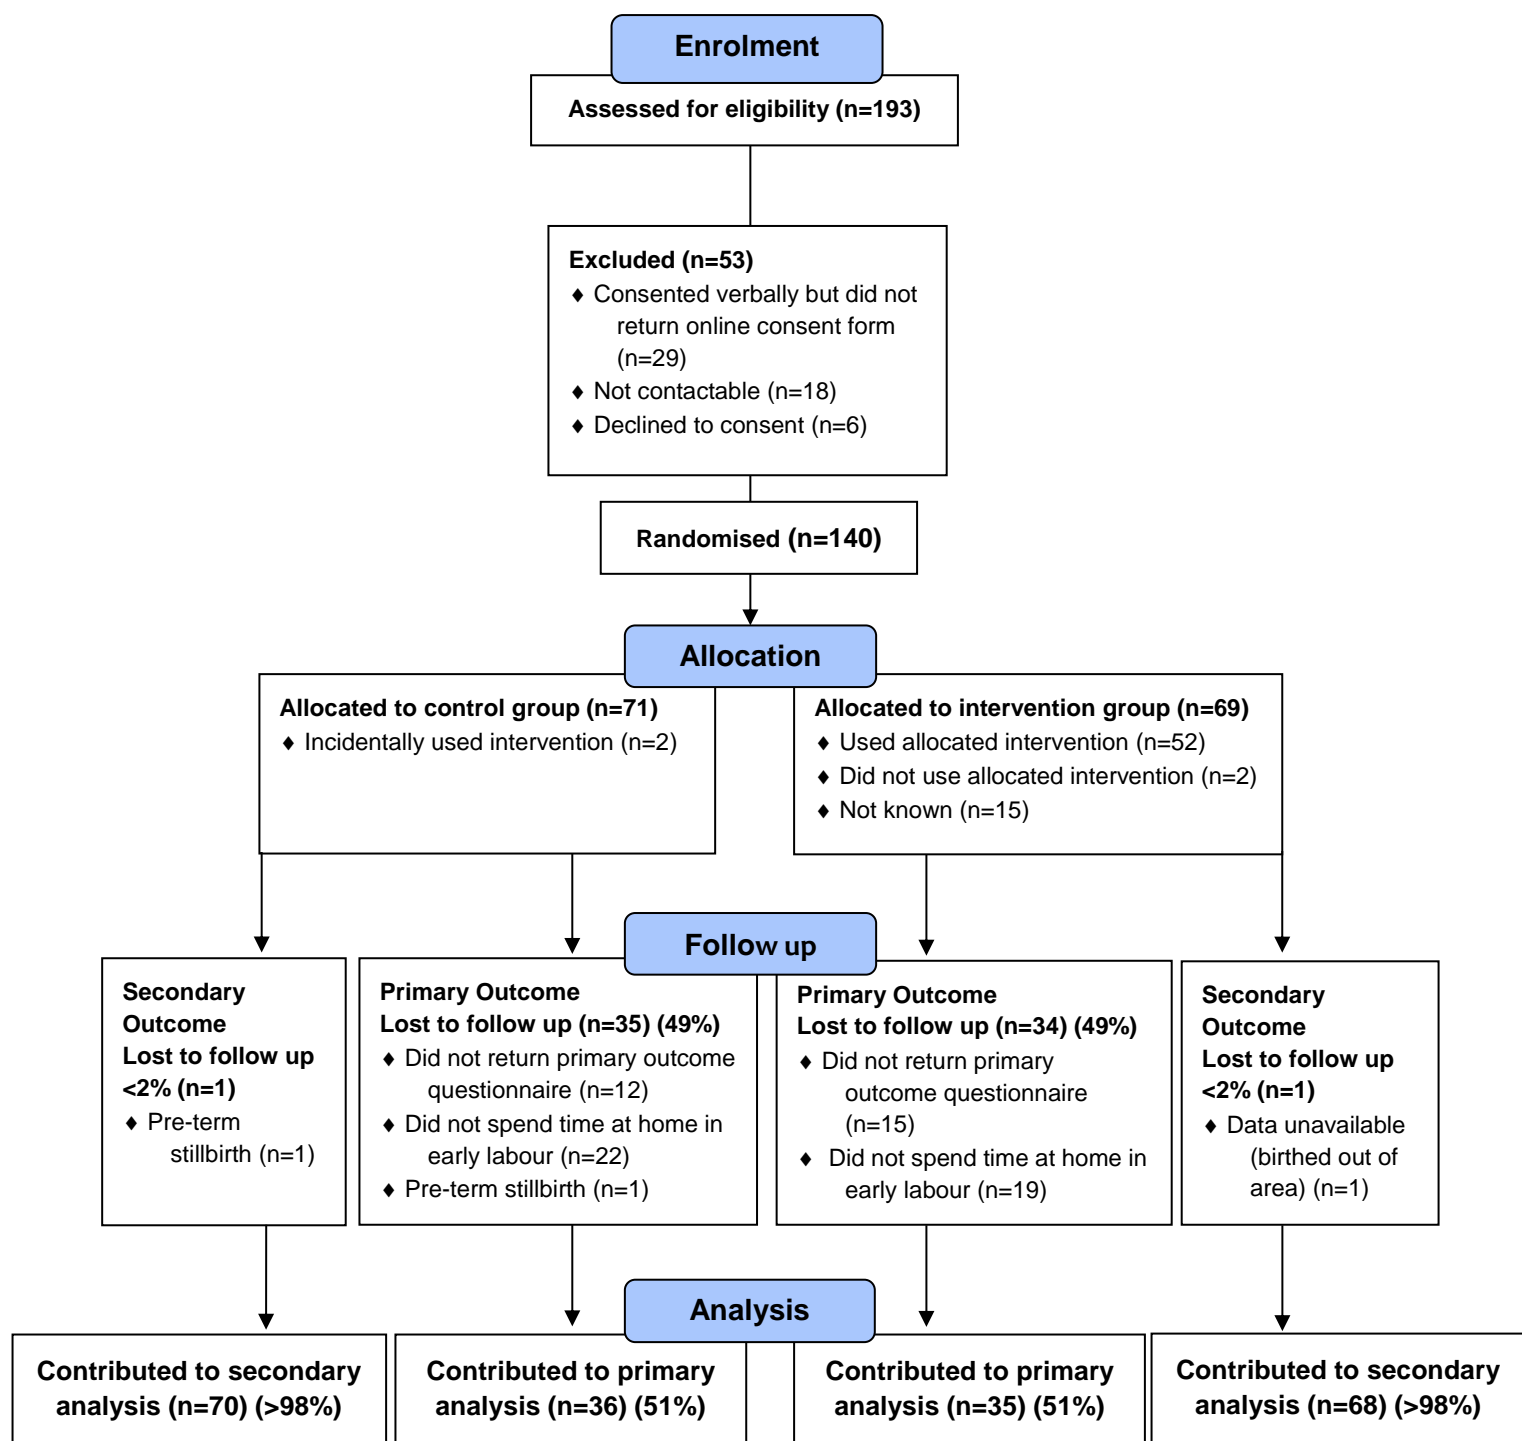 Enrolment
Assessed for eligibility (n=193)
Excluded (n=53)
♦ Consented verbally but did not
return online consent form
(n=29)
♦ Not contactable (n=18)
♦ Declined to consent (n=6)
Randomised (n=140)
Allocation
Allocated to control group (n=71)
♦ Incidentally used intervention (n=2)
Allocated to intervention group (n=69)
♦ Used allocated intervention (n=52)
♦ Did not use allocated intervention (n=2)
♦ Not known (n=15)
Follow up
Secondary
Outcome
Lost to follow up
<2% (n=1)
♦ Pre-term
stillbirth (n=1)
Primary Outcome
Lost to follow up (n=35) (49%)
♦ Did not return primary outcome
questionnaire (n=12)
♦ Did not spend time at home in
early labour (n=22)
♦ Pre-term stillbirth (n=1)
Primary Outcome
Lost to follow up (n=34) (49%)
♦ Did not return primary
outcome questionnaire
(n=15)
♦ Did not spend time at home in
early labour (n=19)
Secondary
Outcome
Lost to follow up
<2% (n=1)
♦ Data unavailable
(birthed out of
area) (n=1)
Analysis
Contributed to secondary
analysis (n=70) (>98%)
Contributed to primary
analysis (n=36) (51%)
Contributed to primary
analysis (n=35) (51%)
Contributed to secondary
analysis (n=68) (>98%)